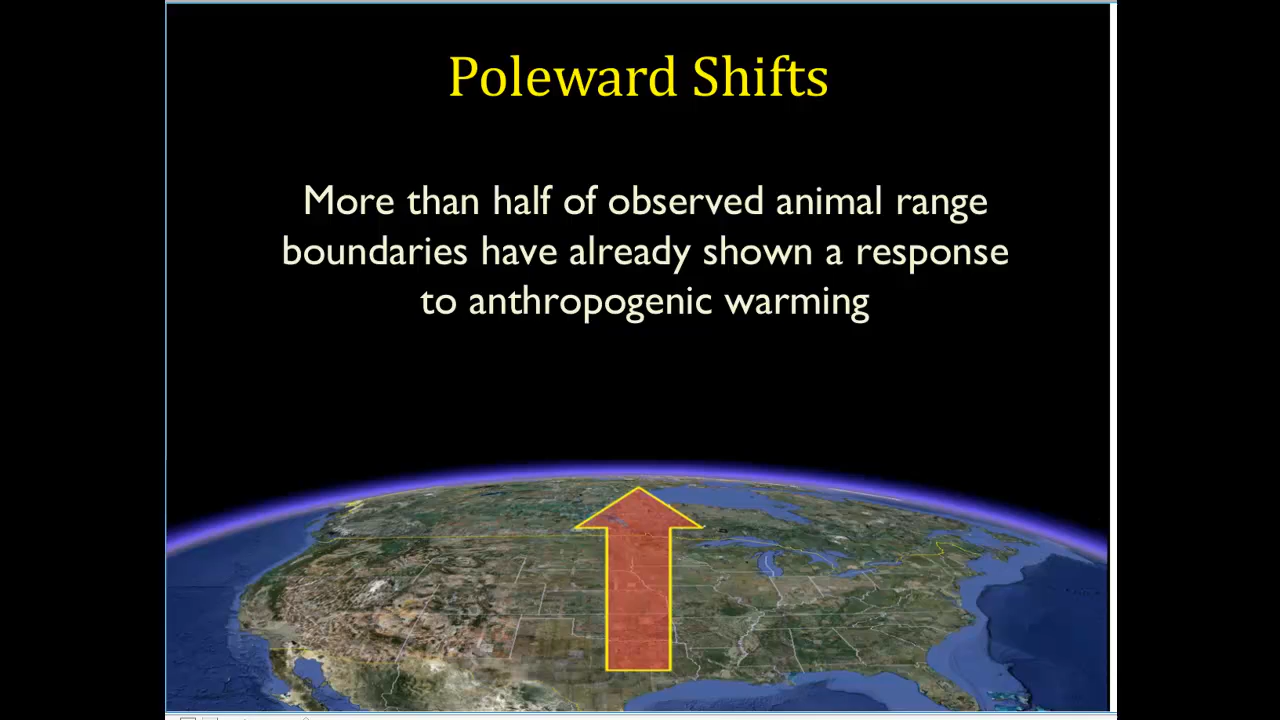 Poleward Shifts
More than half of observed animal range
boundaries have already shown a response
to anthropogenic warming